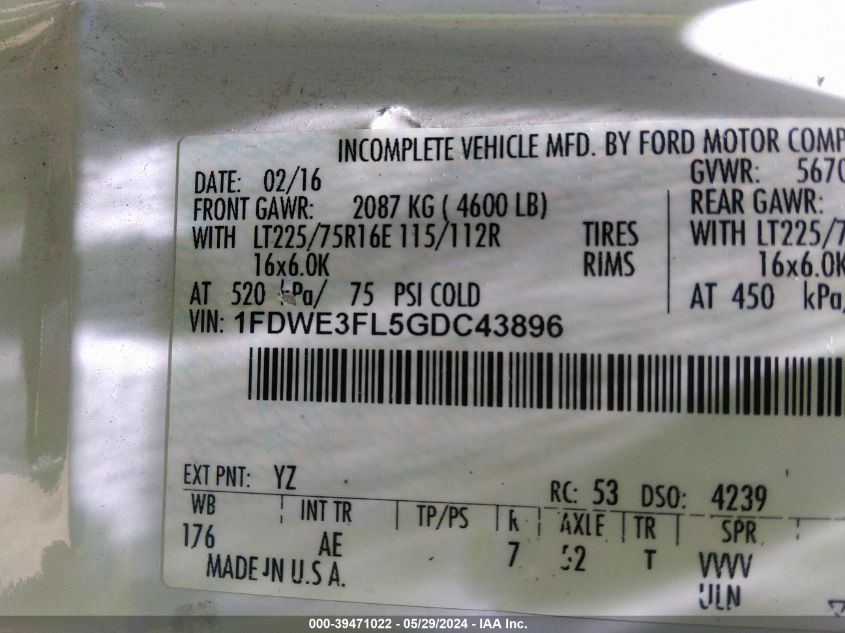 INCOMPLETE VEHICLE MFD. BY FORD MOTOR COMP
DATE: 02/16
GVWR: 5670
FRONT GAWR: 2087 KG ( 4600 LB)
REAR GAWR:
WITH LT225/75R16E 115/112R TIRES
WITH LT225/7
16x6.0K RIMS
16x6.0K
AT 520 kPa/ 75 PSI COLD
AT 450 kPa/
VIN: 1FDWE3FL5GDC43896
EXT PNT: YZ
RC: 53 DSO: 4239
WB INT TR TP/PS R AXLE TR SPR
176 AE 7 52 T VVVV
MADE IN U.S.A.
ULN
000-39471022 - 05/29/2024 - IAA Inc.